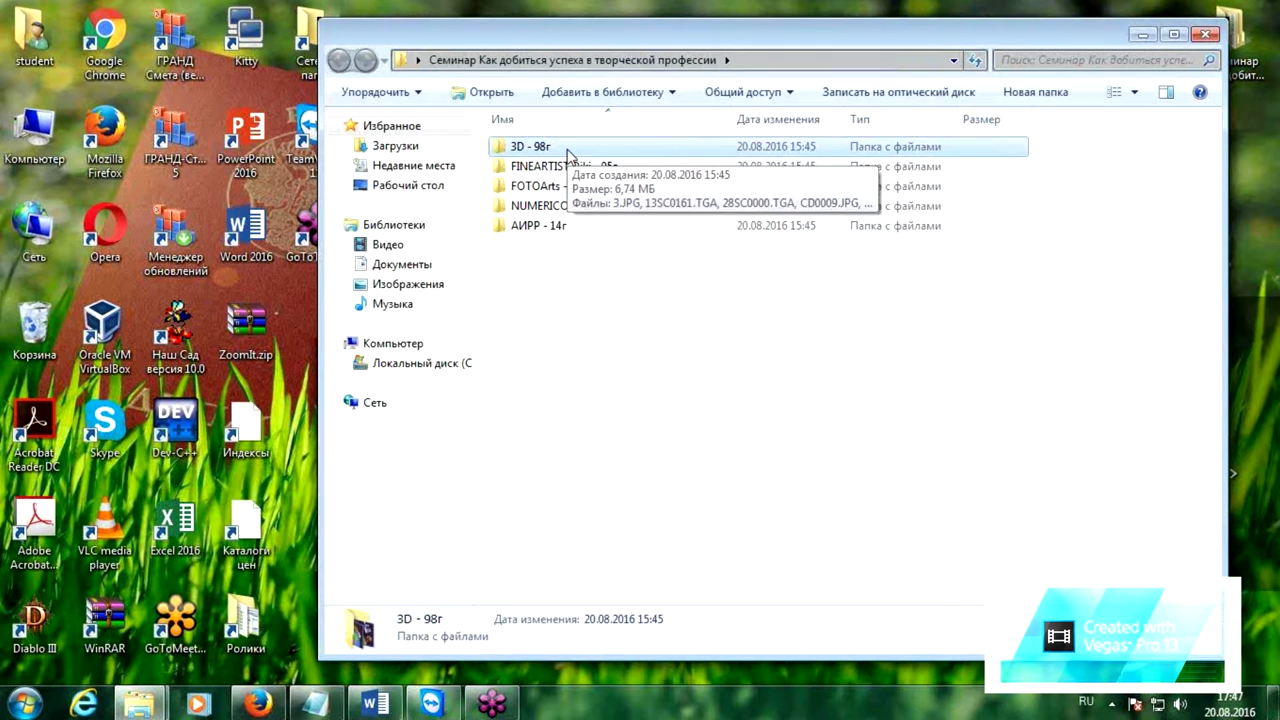 student
Google
Chrome
ГРАНД
Смета (ве...
Kitty
Семинар Как добиться успеха в творческой профессии
Поиск: Семинар Как добиться успе...
Упорядочить
Открыть
Добавить в библиотеку
Общий доступ
Записать на оптический диск
Новая папка
Имя
Дата изменения
Тип
Размер
Избранное
Загрузки
Недавние места
Рабочий стол
Библиотеки
Видео
Документы
Изображения
Музыка
Компьютер
Локальный диск (C
Сеть
3D - 98г
20.08.2016 15:45
Папка с файлами
FINEARTIST
Папка с файлами
FOTOArts -
Папка с файлами
NUMERICO
Папка с файлами
АИРР - 14г
20.08.2016 15:45
Папка с файлами
Дата создания: 20.08.2016 15:45
Размер: 6,74 МБ
Файлы: 3.JPG, 13SC0161.TGA, 28SC0000.TGA, CD0009.JPG, ...
Компьютер
Mozilla
Firefox
ГРАНД-Ст...
5
PowerPoint
2016
Сеть
Opera
Менеджер
обновлений
Word 2016
Корзина
Oracle VM
VirtualBox
Наш Сад
версия 10.0
ZoomIt.zip
Acrobat
Reader DC
Skype
DEV
Dev-C++
Индексы
Adobe
Acrobat...
VLC media
player
Excel 2016
Каталоги
цен
Diablo III
WinRAR
GoToMeet...
Ролики
3D - 98г
Дата изменения: 20.08.2016 15:45
Папка с файлами
Created with
Vegas Pro 13
RU
17:47
20.08.2016